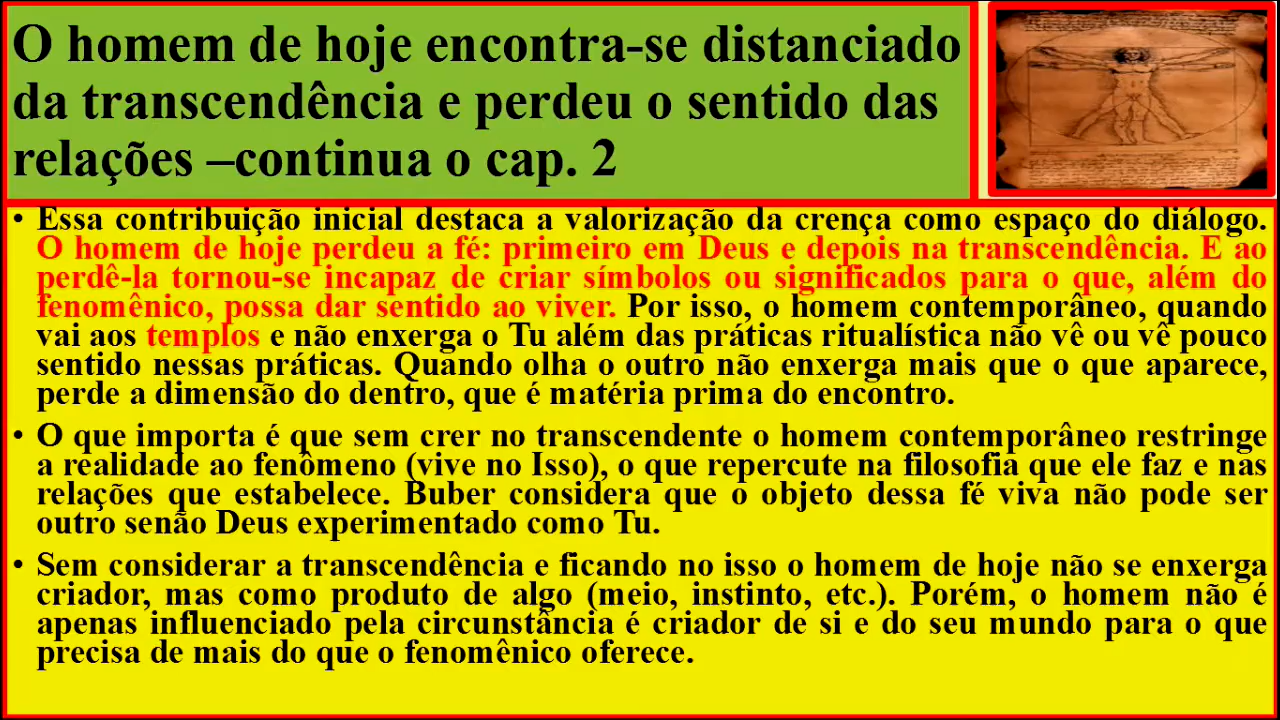 O homem de hoje encontra-se distanciado
da transcendência e perdeu o sentido das
relações –continua o cap. 2
• Essa contribuição inicial destaca a valorização da crença como espaço do diálogo.
O homem de hoje perdeu a fé: primeiro em Deus e depois na transcendência. E ao
perdê-la tornou-se incapaz de criar símbolos ou significados para o que, além do
fenomênico, possa dar sentido ao viver. Por isso, o homem contemporâneo, quando
vai aos templos e não enxerga o Tu além das práticas ritualística não vê ou vê pouco
sentido nessas práticas. Quando olha o outro não enxerga mais que o que aparece,
perde a dimensão do dentro, que é matéria prima do encontro.
• O que importa é que sem crer no transcendente o homem contemporâneo restringe
a realidade ao fenômeno (vive no Isso), o que repercute na filosofia que ele faz e nas
relações que estabelece. Buber considera que o objeto dessa fé viva não pode ser
outro senão Deus experimentado como Tu.
• Sem considerar a transcendência e ficando no isso o homem de hoje não se enxerga
criador, mas como produto de algo (meio, instinto, etc.). Porém, o homem não é
apenas influenciado pela circunstância é criador de si e do seu mundo para o que
precisa de mais do que o fenomênico oferece.